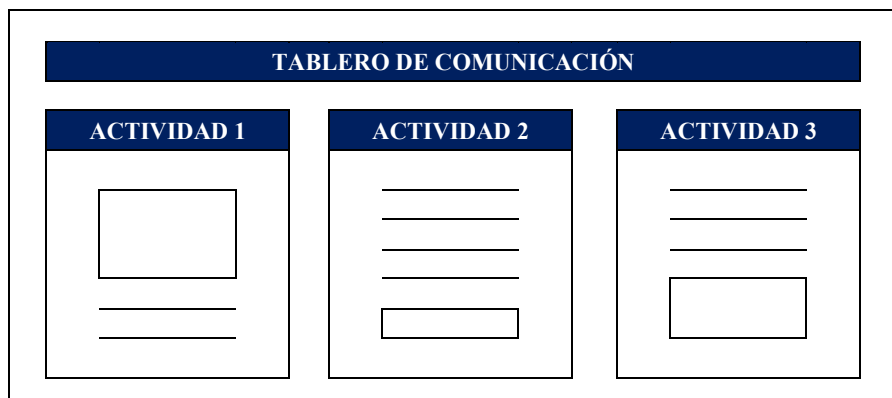 TABLERO DE COMUNICACIÓN
ACTIVIDAD 1
ACTIVIDAD 2
ACTIVIDAD 3